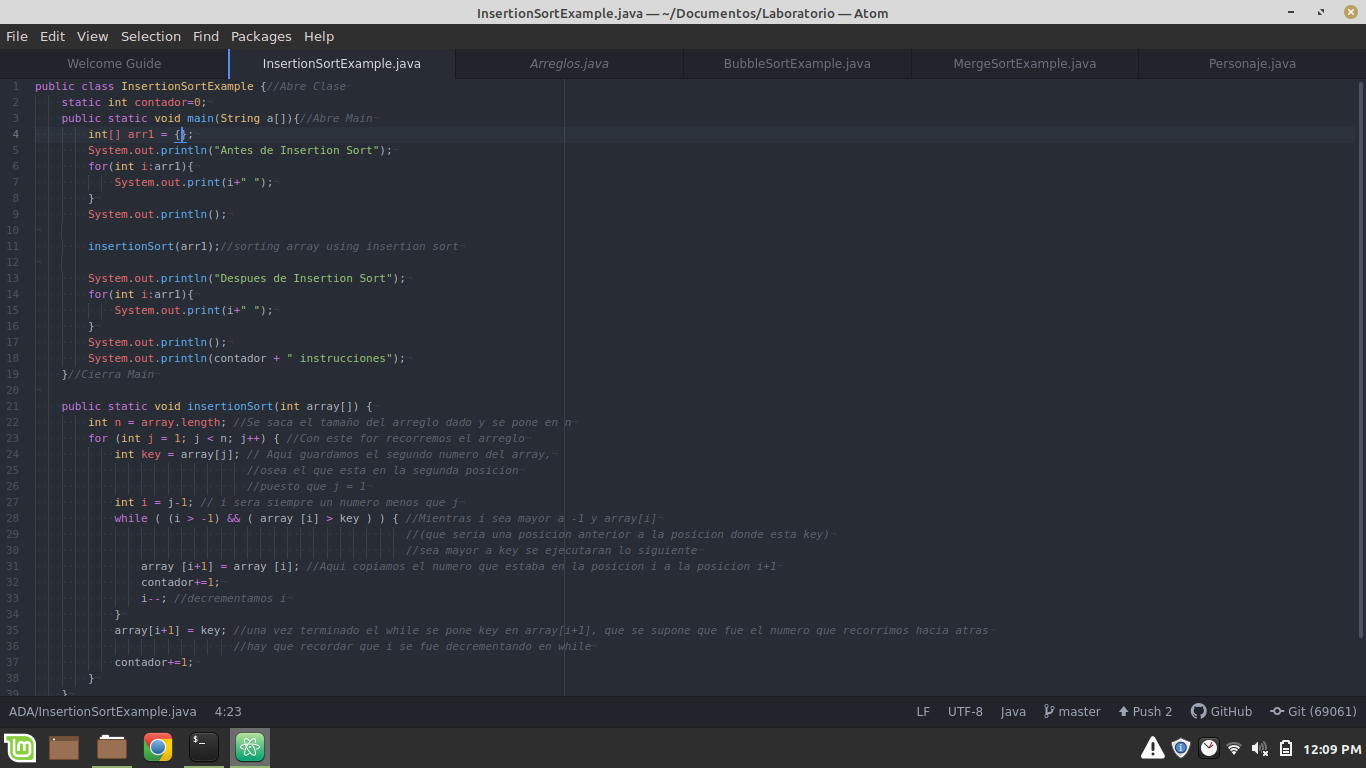 InsertionSortExample.java — ~/Documentos/Laboratorio — Atom
File Edit View Selection Find Packages Help
Welcome Guide InsertionSortExample.java Arreglos.java BubbleSortExample.java MergeSortExample.java Personaje.java
1 public class InsertionSortExample {//Abre Clase
2 static int contador=0;
3 public static void main(String a[]){//Abre Main
4 int[] arr1 = {};
5 System.out.println("Antes de Insertion Sort");
6 for(int i:arr1){
7 System.out.print(i+" ");
8 }
9 System.out.println();
10
11 insertionSort(arr1);//sorting array using insertion sort
12
13 System.out.println("Despues de Insertion Sort");
14 for(int i:arr1){
15 System.out.print(i+" ");
16 }
17 System.out.println();
18 System.out.println(contador + " instrucciones");
19 }//Cierra Main
20
21 public static void insertionSort(int array[]) {
22 int n = array.length; //Se saca el tamaño del arreglo dado y se pone en n
23 for (int j = 1; j < n; j++) { //Con este for recorremos el arreglo
24 int key = array[j]; // Aqui guardamos el segundo numero del array,
25 //osea el que esta en la segunda posicion
26 //puesto que j = 1
27 int i = j-1; // i sera siempre un numero menos que j
28 while ( (i > -1) && ( array [i] > key ) ) { //Mientras i sea mayor a -1 y array[i]
29 //(que seria una posicion anterior a la posicion donde esta key)
30 //sea mayor a key se ejecutaran lo siguiente
31 array [i+1] = array [i]; //Aqui copiamos el numero que estaba en la posicion i a la posicion i+1
32 contador+=1;
33 i--; //decrementamos i
34 }
35 array[i+1] = key; //una vez terminado el while se pone key en array[i+1], que se supone que fue el numero que recorrimos hacia atras
36 //hay que recordar que i se fue decrementando en while
37 contador+=1;
38 }
39 }
ADA/InsertionSortExample.java 4:23 LF UTF-8 Java master Push 2 GitHub Git (69061)
12:09 PM